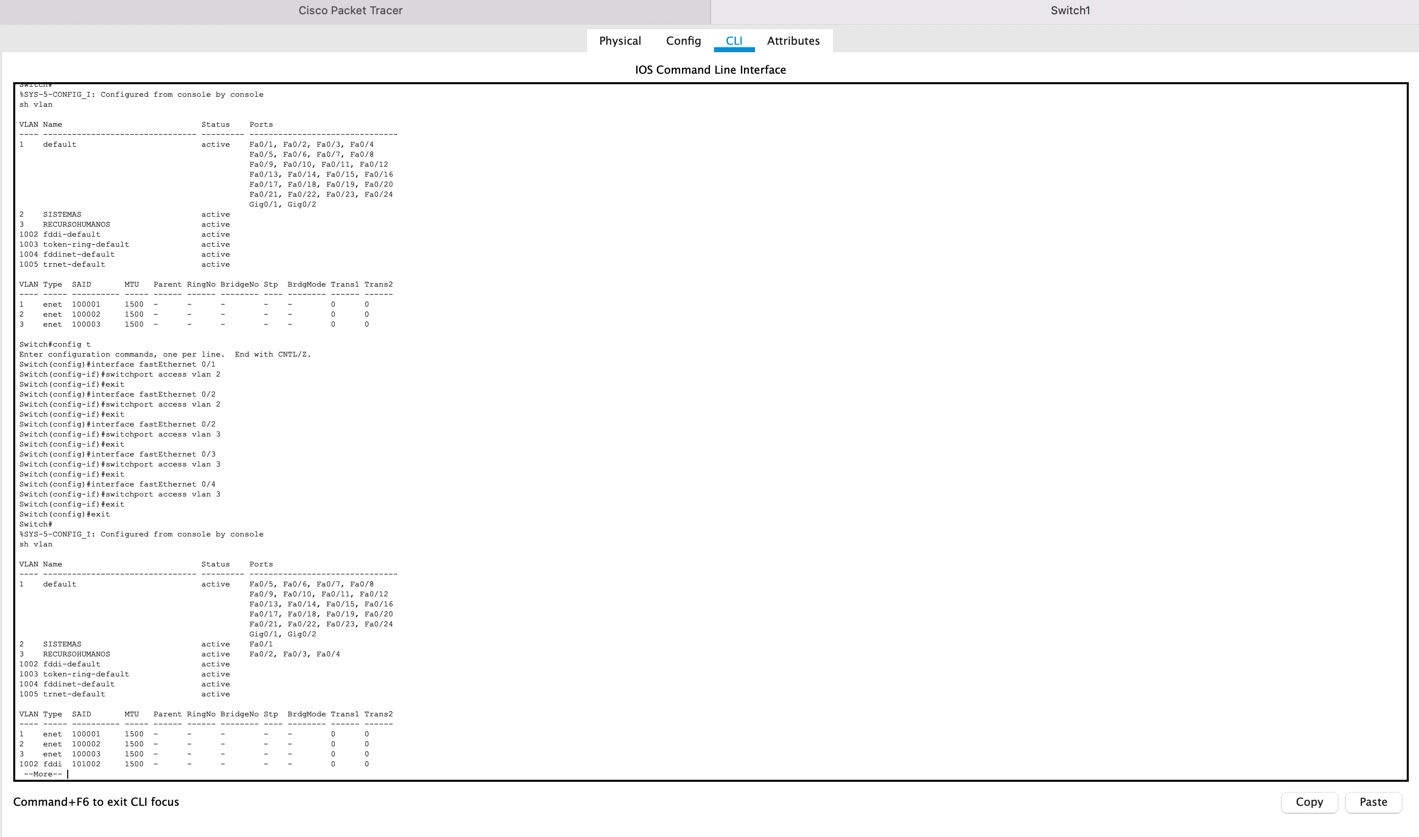 Cisco Packet Tracer Switch1
Physical Config CLI Attributes
IOS Command Line Interface
Switch#
%SYS-5-CONFIG_I: Configured from console by console
sh vlan
VLAN Name Status Ports
---- -------------------------------- --------- -------------------------------
1 default active Fa0/1, Fa0/2, Fa0/3, Fa0/4
Fa0/5, Fa0/6, Fa0/7, Fa0/8
Fa0/9, Fa0/10, Fa0/11, Fa0/12
Fa0/13, Fa0/14, Fa0/15, Fa0/16
Fa0/17, Fa0/18, Fa0/19, Fa0/20
Fa0/21, Fa0/22, Fa0/23, Fa0/24
Gig0/1, Gig0/2
2 SISTEMAS active
3 RECURSOHUMANOS active
1002 fddi-default active
1003 token-ring-default active
1004 fddinet-default active
1005 trnet-default active
VLAN Type SAID MTU Parent RingNo BridgeNo Stp BrdgMode Trans1 Trans2
---- ----- ---------- ----- ------ ------ -------- ---- -------- ------ ------
1 enet 100001 1500 - - - - - 0 0
2 enet 100002 1500 - - - - - 0 0
3 enet 100003 1500 - - - - - 0 0
Switch#config t
Enter configuration commands, one per line. End with CNTL/Z.
Switch(config)#interface fastEthernet 0/1
Switch(config-if)#switchport access vlan 2
Switch(config-if)#exit
Switch(config)#interface fastEthernet 0/2
Switch(config-if)#switchport access vlan 2
Switch(config-if)#exit
Switch(config)#interface fastEthernet 0/2
Switch(config-if)#switchport access vlan 3
Switch(config-if)#exit
Switch(config)#interface fastEthernet 0/3
Switch(config-if)#switchport access vlan 3
Switch(config-if)#exit
Switch(config)#interface fastEthernet 0/4
Switch(config-if)#switchport access vlan 3
Switch(config-if)#exit
Switch(config)#exit
Switch#
%SYS-5-CONFIG_I: Configured from console by console
sh vlan
VLAN Name Status Ports
---- -------------------------------- --------- -------------------------------
1 default active Fa0/5, Fa0/6, Fa0/7, Fa0/8
Fa0/9, Fa0/10, Fa0/11, Fa0/12
Fa0/13, Fa0/14, Fa0/15, Fa0/16
Fa0/17, Fa0/18, Fa0/19, Fa0/20
Fa0/21, Fa0/22, Fa0/23, Fa0/24
Gig0/1, Gig0/2
2 SISTEMAS active Fa0/1
3 RECURSOHUMANOS active Fa0/2, Fa0/3, Fa0/4
1002 fddi-default active
1003 token-ring-default active
1004 fddinet-default active
1005 trnet-default active
VLAN Type SAID MTU Parent RingNo BridgeNo Stp BrdgMode Trans1 Trans2
---- ----- ---------- ----- ------ ------ -------- ---- -------- ------ ------
1 enet 100001 1500 - - - - - 0 0
2 enet 100002 1500 - - - - - 0 0
3 enet 100003 1500 - - - - - 0 0
1002 fddi 101002 1500 - - - - - 0 0
--More--
Command+F6 to exit CLI focus Copy Paste